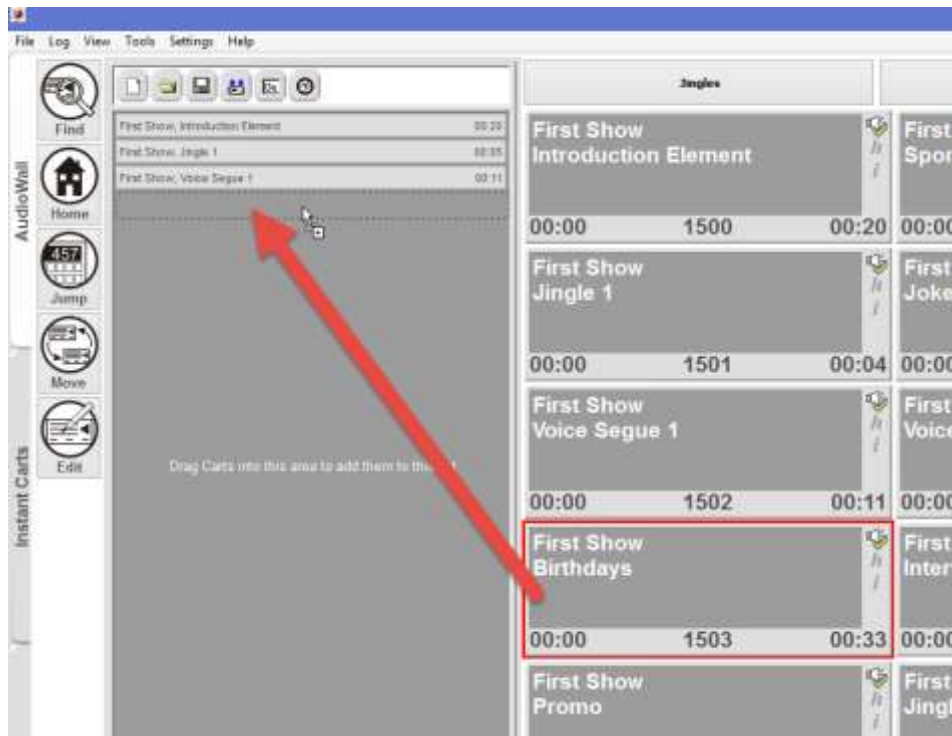 File Log View Tools Settings Help
Find
Home
457
Jump
Move
Edit
AudioWall
Instant Carts
First Show, Introduction Element 00:20
First Show, Jingle 1 00:05
First Show, Voice Segue 1 00:11
Drag Carts into this area to add them to the
Jingles
First Show
Introduction Element
00:00 1500 00:20
First Show
Jingle 1
00:00 1501 00:04
First Show
Voice Segue 1
00:00 1502 00:11
First Show
Birthdays
00:00 1503 00:33
First Show
Promo
First
Spor
00:00
First
Joke
00:00
First
Voice
00:00
First
Inter
00:00
First
Jingl